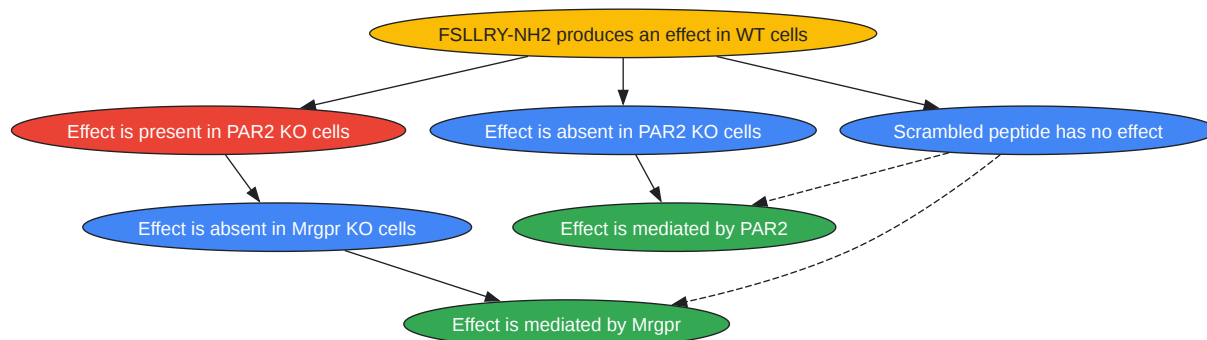 FSLLRY-NH2 produces an effect in WT cells
Effect is present in PAR2 KO cells
Effect is absent in PAR2 KO cells
Scrambled peptide has no effect
Effect is absent in Mrgpr KO cells
Effect is mediated by PAR2
Effect is mediated by Mrgpr